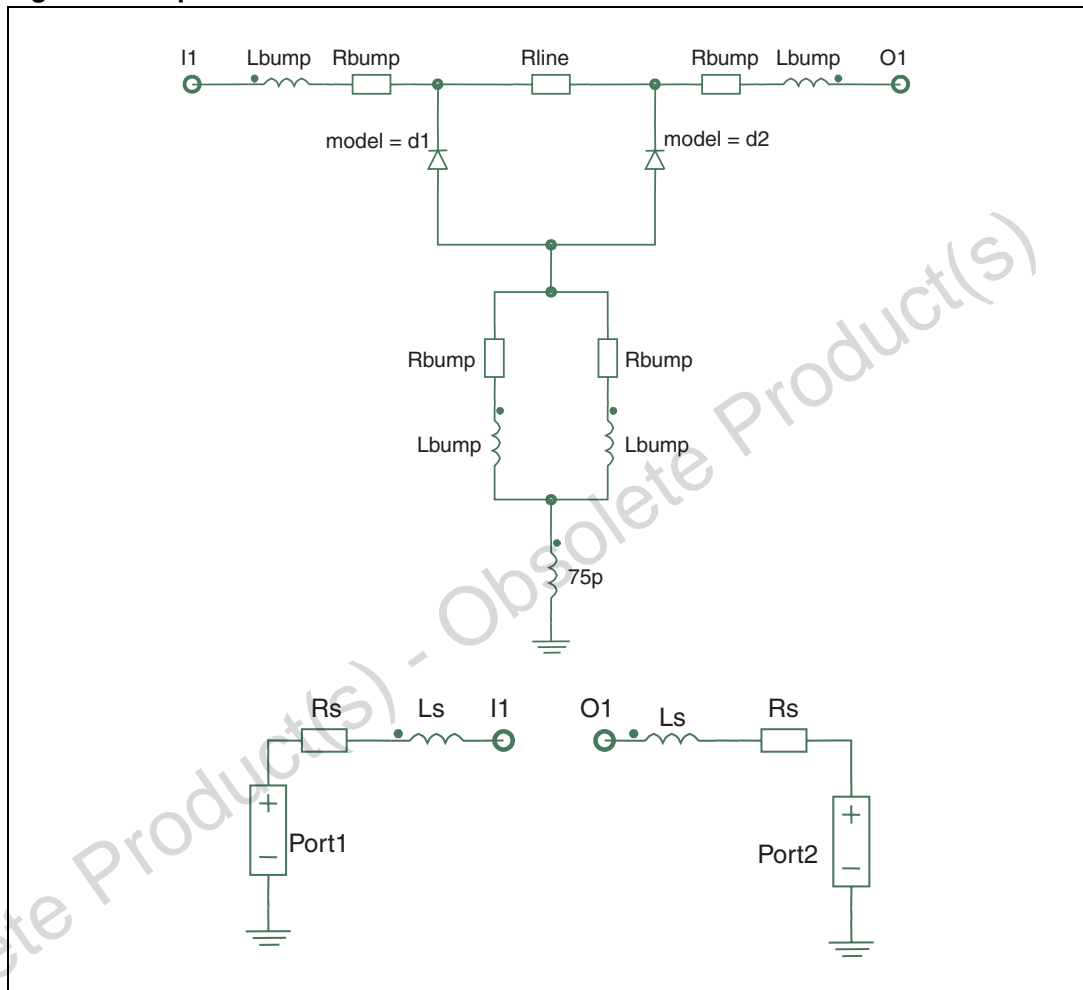 I1 Lbump Rbump Rline Rbump Lbump O1
model = d1 model = d2
Rbump Rbump
Lbump Lbump
75p
Rs Ls I1 O1 Ls Rs
+ +
Port1 Port2
− −
Obsolete Product(s) - Obsolete Product(s)